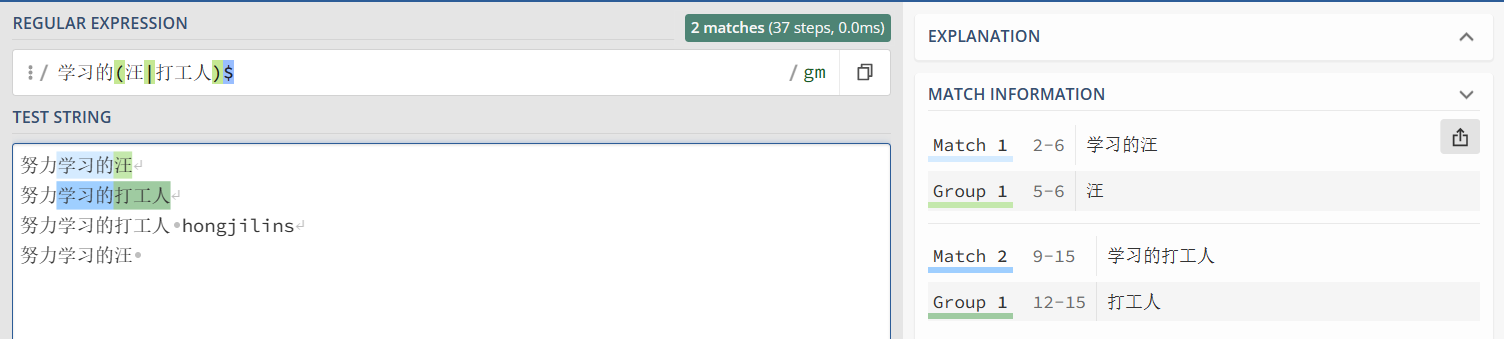 REGULAR EXPRESSION
2 matches (37 steps, 0.0ms)
/ 学习的(汪|打工人)$ / gm
TEST STRING
努力学习的汪↵
努力学习的打工人↵
努力学习的打工人•hongjilins↵
努力学习的汪•
EXPLANATION
MATCH INFORMATION
Match 1 2-6 学习的汪
Group 1 5-6 汪
Match 2 9-15 学习的打工人
Group 1 12-15 打工人